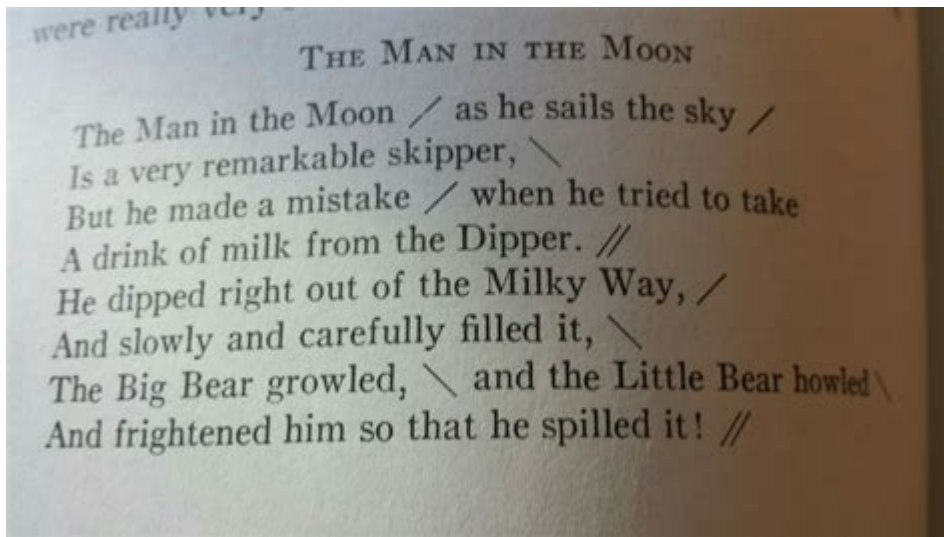 were really
THE MAN IN THE MOON
The Man in the Moon / as he sails the sky /
Is a very remarkable skipper, \
But he made a mistake / when he tried to take
A drink of milk from the Dipper. //
He dipped right out of the Milky Way, /
And slowly and carefully filled it, \
The Big Bear growled, \ and the Little Bear howled \
And frightened him so that he spilled it! //